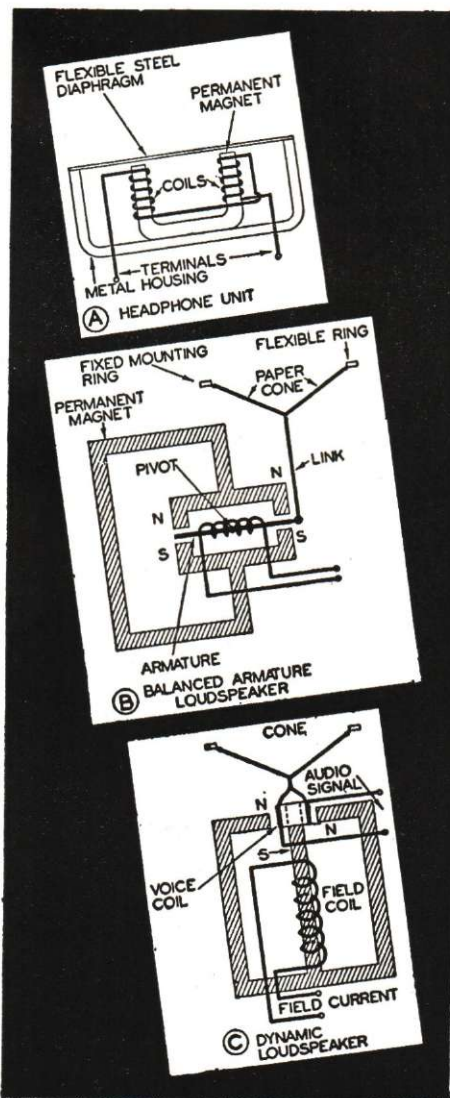 FLEXIBLE STEEL
DIAPHRAGM
PERMANENT
MAGNET
COILS
TERMINALS
METAL HOUSING
A HEADPHONE UNIT
FIXED MOUNTING
RING
FLEXIBLE RING
PAPER
CONE
PERMANENT
MAGNET
LINK
PIVOT
N
N
S
S
ARMATURE
B BALANCED ARMATURE
LOUDSPEAKER
CONE
AUDIO
SIGNAL
N
N
S
VOICE
COIL
FIELD
COIL
FIELD CURRENT
C DYNAMIC
LOUDSPEAKER